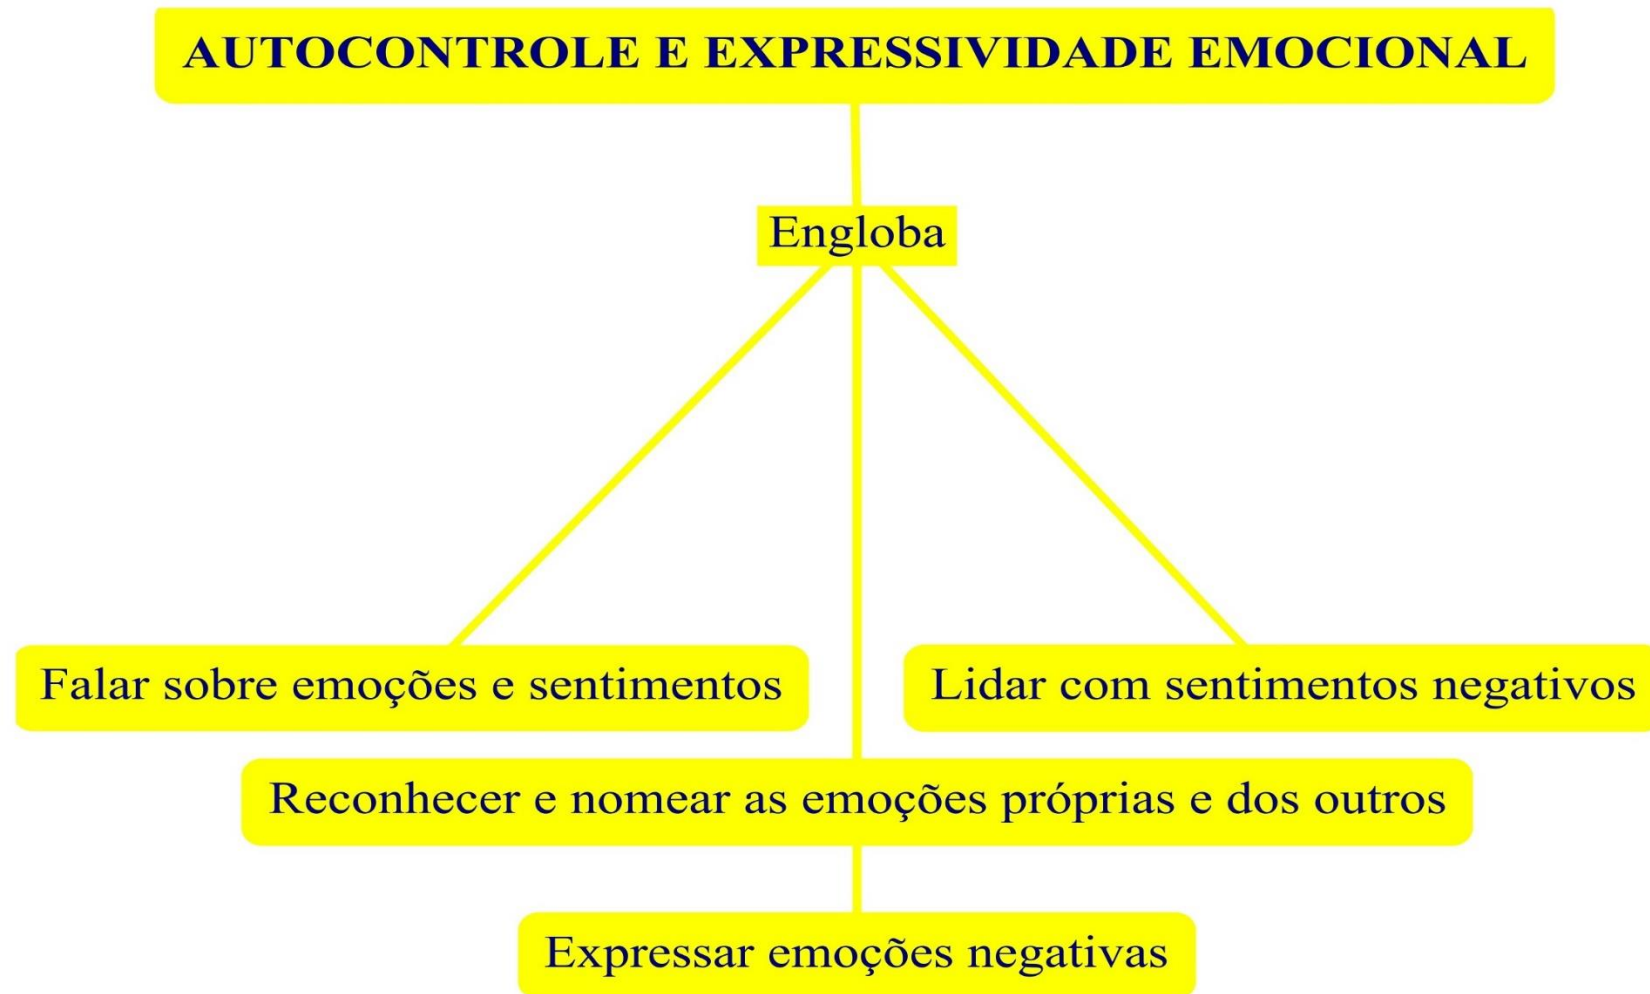 AUTOCONTROLE E EXPRESSIVIDADE EMOCIONAL
Engloba
Falar sobre emoções e sentimentos
Lidar com sentimentos negativos
Reconhecer e nomear as emoções próprias e dos outros
Expressar emoções negativas